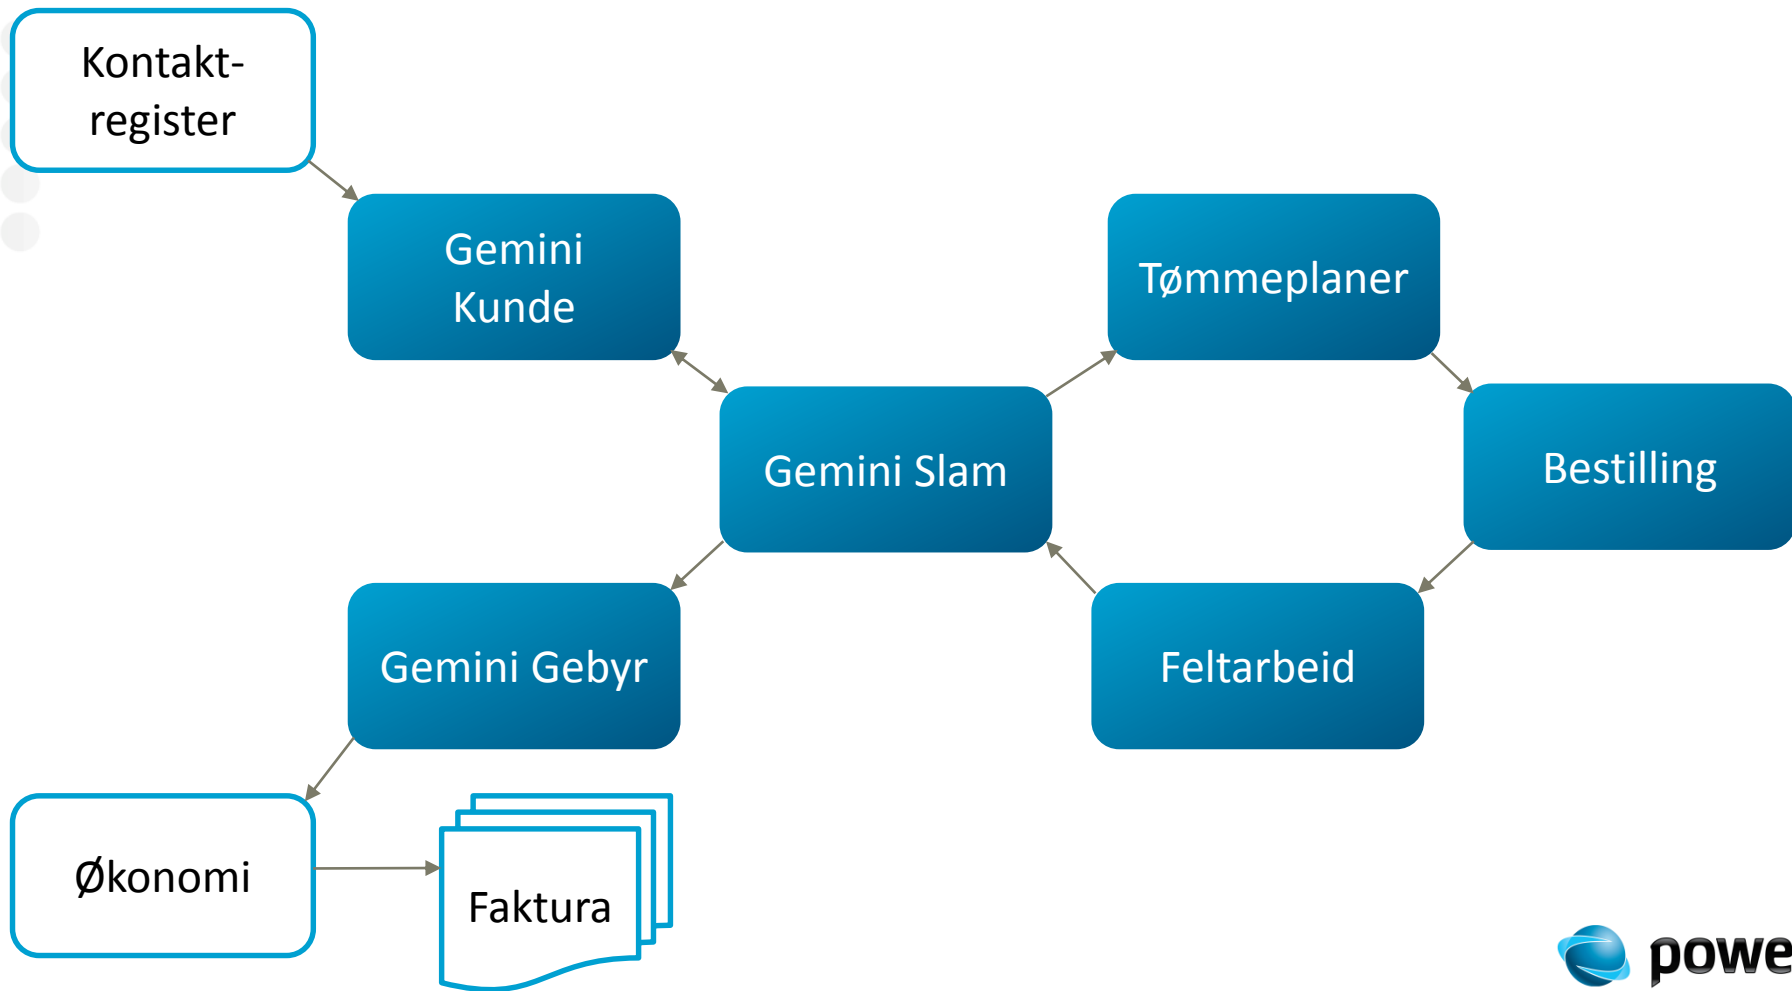 Kontakt-
register
Gemini
Kunde
Tømmeplaner
Gemini Slam
Bestilling
Gemini Gebyr
Feltarbeid
Økonomi
Faktura
powe